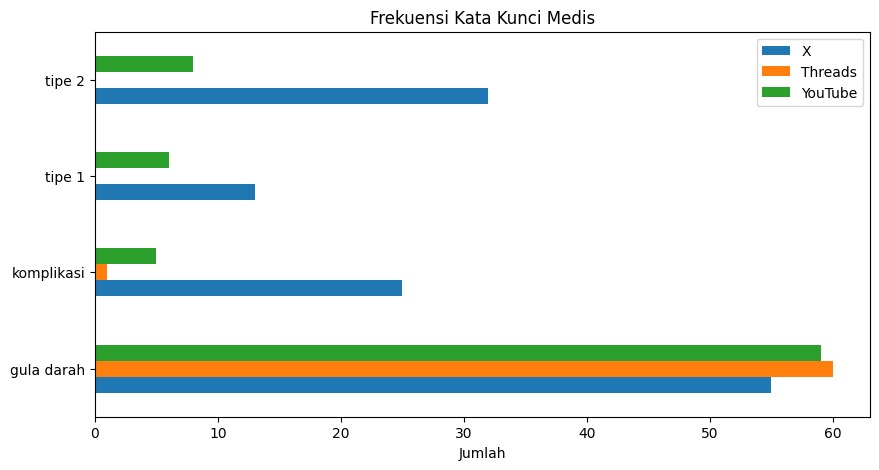 Frekuensi Kata Kunci Medis
X
Threads
YouTube
tipe 2
tipe 1
komplikasi
gula darah
0 10 20 30 40 50 60
Jumlah